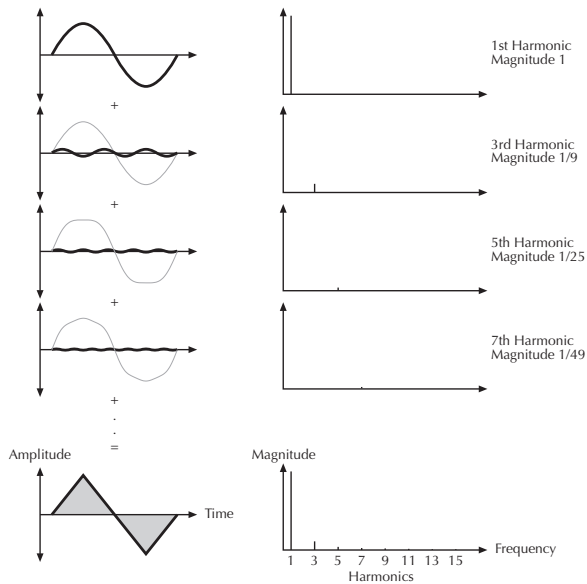 1st Harmonic
Magnitude 1
+
3rd Harmonic
Magnitude 1/9
+
5th Harmonic
Magnitude 1/25
+
7th Harmonic
Magnitude 1/49
+
.
.
=
Amplitude
Time
Magnitude
Frequency
1 3 5 7 9 11 13 15
Harmonics